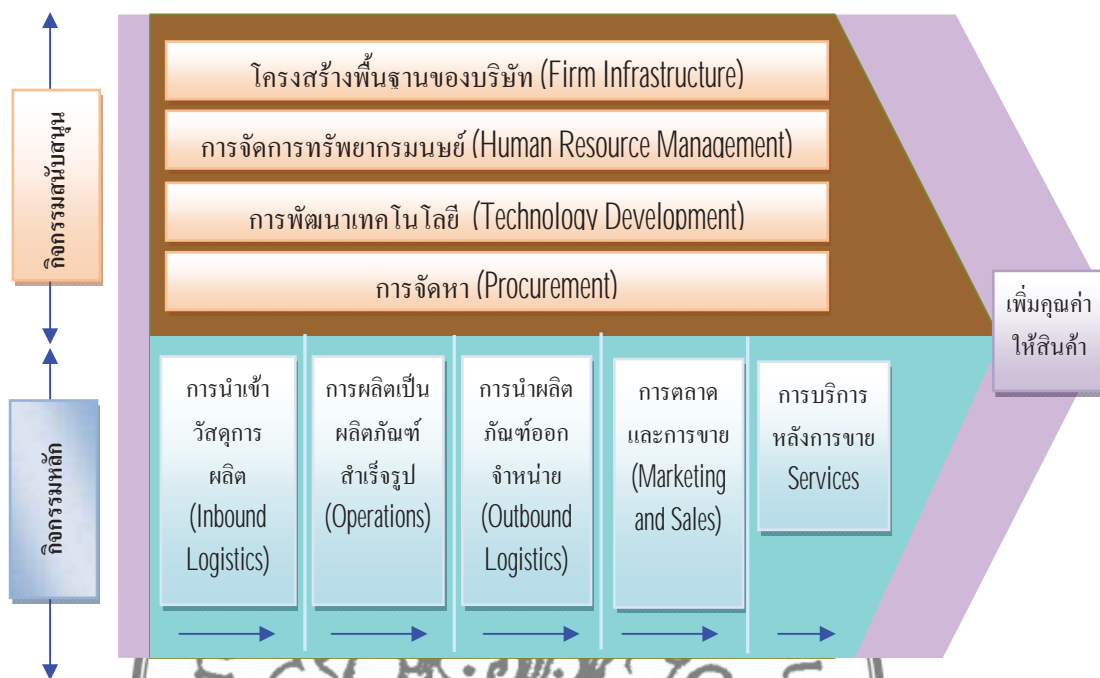 กิจกรรมสนับสนุน
โครงสร้างพื้นฐานของบริษัท (Firm Infrastructure)
การจัดการทรัพยากรมนษย์ (Human Resource Management)
การพัฒนาเทคโนโลยี (Technology Development)
การจัดหา (Procurement)
เพิ่มคุณค่า
ให้สินค้า
กิจกรรมหลัก
การนำเข้า
วัสดุการ
ผลิต
(Inbound
Logistics)
การผลิตเป็น
ผลิตภัณฑ์
สำเร็จรูป
(Operations)
การนำผลิต
ภัณฑ์ออก
จำหน่าย
(Outbound
Logistics)
การตลาด
และการขาย
(Marketing
and Sales)
การบริการ
หลังการขาย
Services